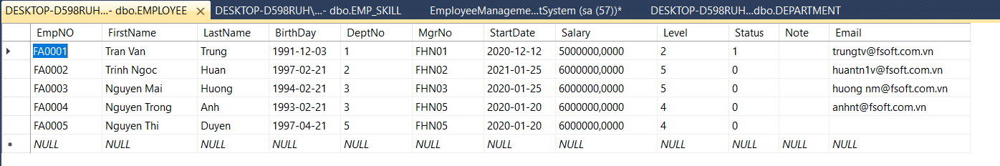 DESKTOP-D598RUH...- dbo.EMPLOYEE DESKTOP-D598RUH\...- dbo.EMP_SKILL EmployeeManageme...tSystem (sa (57))* DESKTOP-D598RUH...dbo.DEPARTMENT
EmpNO FirstName LastName BirthDay DeptNo MgrNo StartDate Salary Level Status Note Email
FA0001 Tran Van Trung 1991-12-03 1 FHN01 2020-12-12 5000000,0000 2 1 trungtv@fsoft.com.vn
FA0002 Trinh Ngoc Huan 1997-02-21 2 FHN02 2021-01-25 6000000,0000 5 0 huantn1v@fsoft.com.vn
FA0003 Nguyen Mai Huong 1994-02-21 3 FHN03 2020-01-25 6000000,0000 5 0 huong nm@fsoft.com.vn
FA0004 Nguyen Trong Anh 1993-02-21 3 FHN05 2020-01-20 6000000,0000 4 0 anhnt@fsoft.com.vn
FA0005 Nguyen Thi Duyen 1997-04-21 5 FHN05 2020-01-20 6000000,0000 4 0
NULL NULL NULL NULL NULL NULL NULL NULL NULL NULL NULL NULL